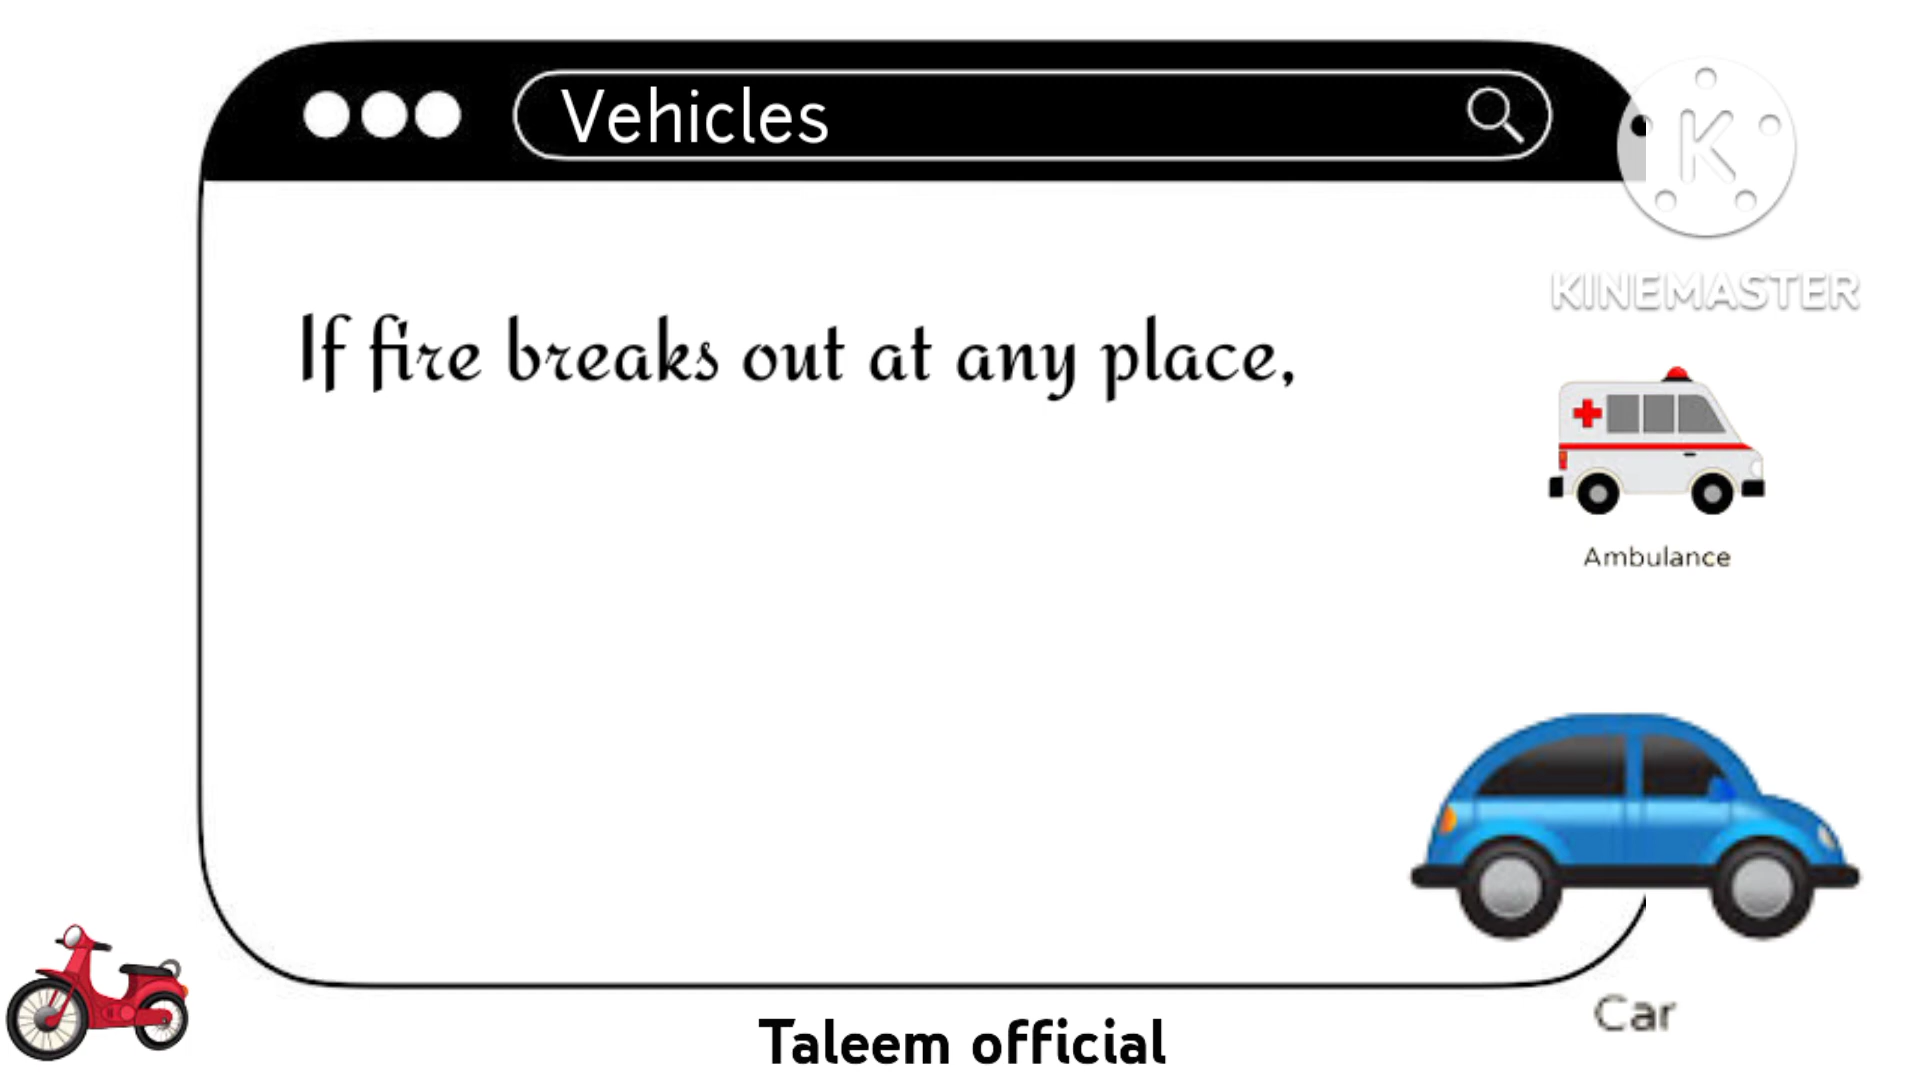 Vehicles
KINEMASTER
If fire breaks out at any place,
Ambulance
Car
Taleem official